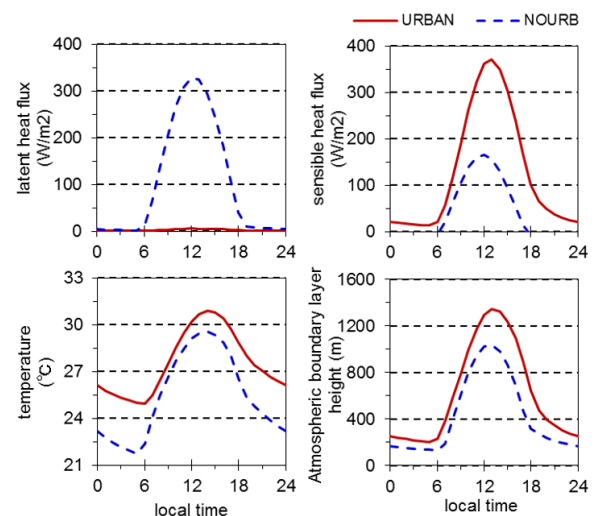 URBAN NOURB
400
300
200
100
0
0 6 12 18 24
latent heat flux
(W/m2)
400
300
200
100
0
0 6 12 18 24
sensible heat flux
(W/m2)
33
30
27
24
21
0 6 12 18 24
temperature
(℃)
local time
1600
1200
800
400
0
0 6 12 18 24
Atmospheric boundary layer
height (m)
local time